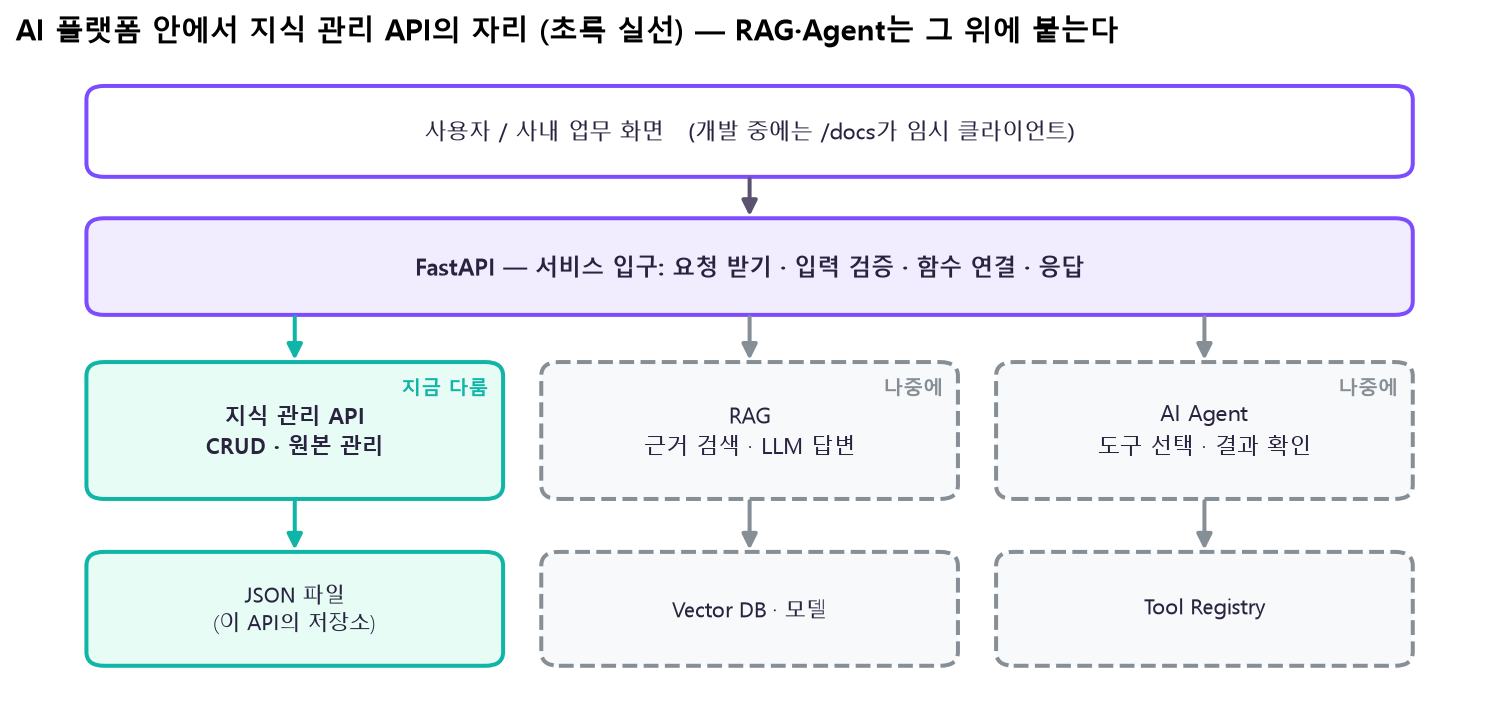 AI 플랫폼 안에서 지식 관리 API의 자리 (초록 실선) — RAG·Agent는 그 위에 붙는다
사용자 / 사내 업무 화면 (개발 중에는 /docs가 임시 클라이언트)
FastAPI — 서비스 입구: 요청 받기 · 입력 검증 · 함수 연결 · 응답
지금 다룸
지식 관리 API
CRUD · 원본 관리
나중에
RAG
근거 검색 · LLM 답변
나중에
AI Agent
도구 선택 · 결과 확인
JSON 파일
(이 API의 저장소)
Vector DB · 모델
Tool Registry